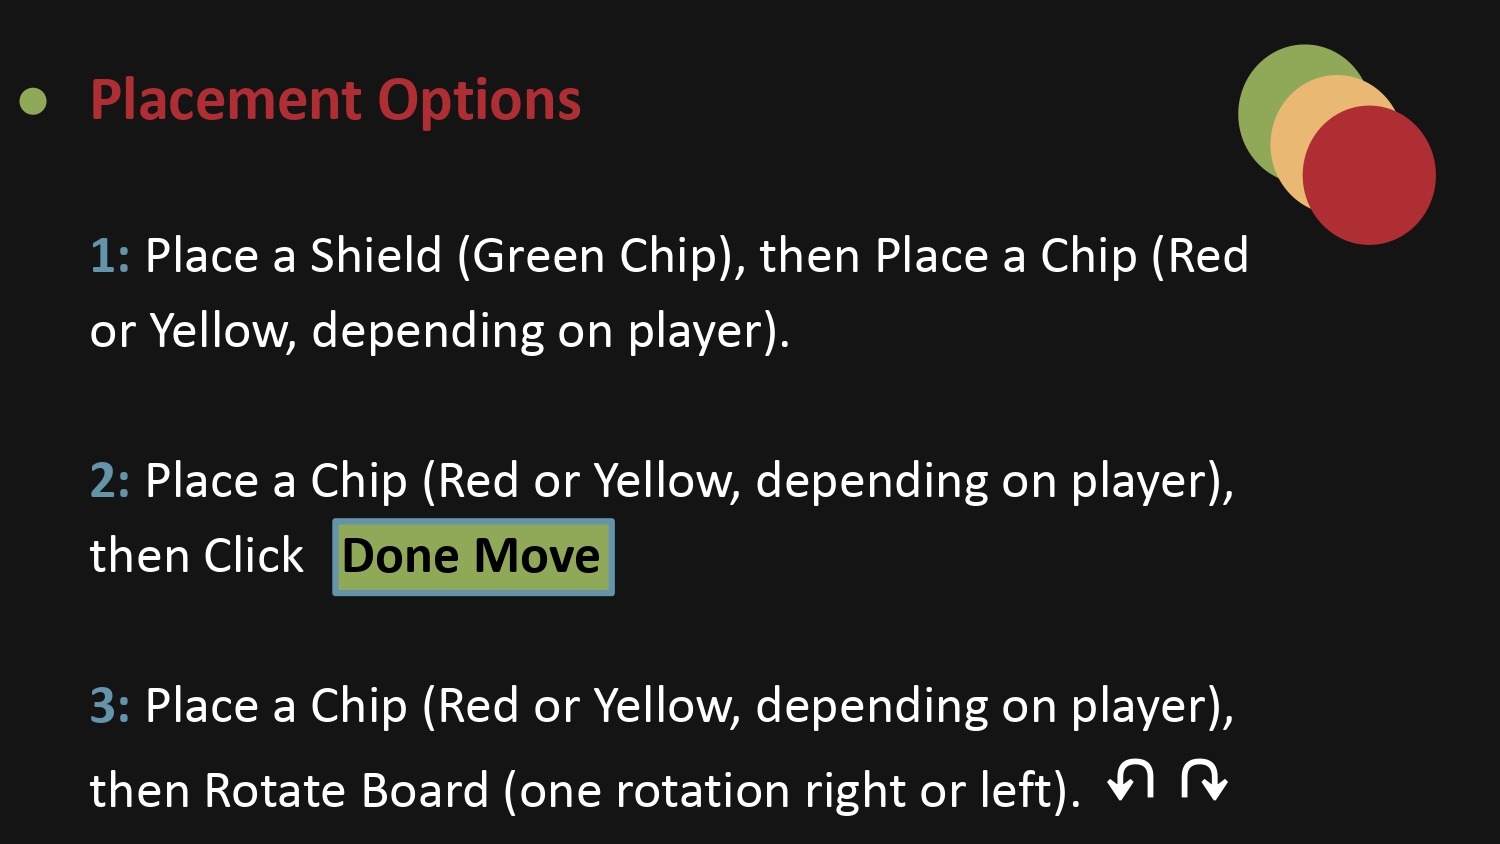 Placement Options
1: Place a Shield (Green Chip), then Place a Chip (Red
or Yellow, depending on player).
2: Place a Chip (Red or Yellow, depending on player),
then Click Done Move
3: Place a Chip (Red or Yellow, depending on player),
then Rotate Board (one rotation right or left).